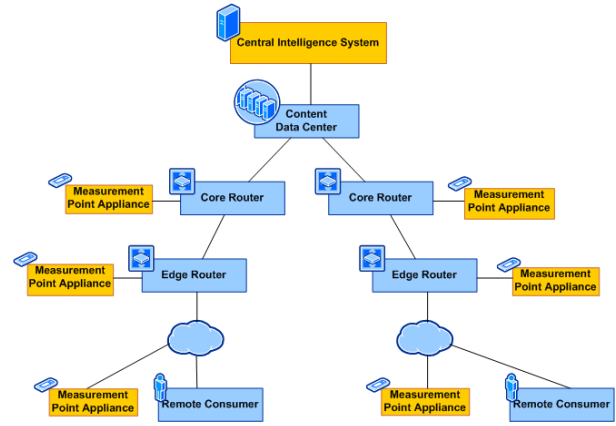 Central Intelligence System
Content
Data Center
Measurement
Point Appliance
Core Router
Core Router
Measurement
Point Appliance
Measurement
Point Appliance
Edge Router
Edge Router
Measurement
Point Appliance
Measurement
Point Appliance
Remote Consumer
Measurement
Point Appliance
Remote Consumer